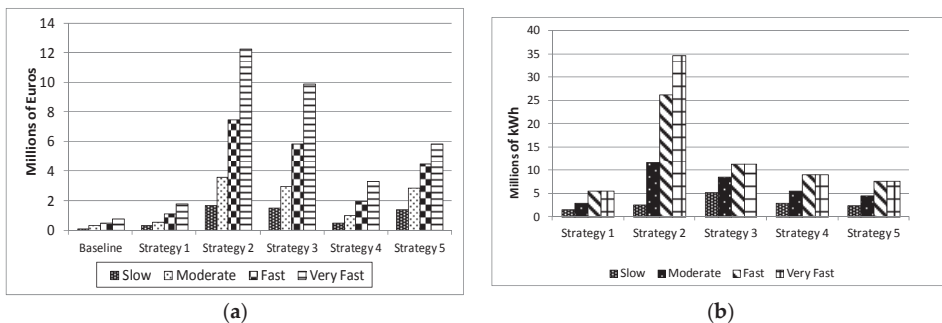 Millions of Euros
14
12
10
8
6
4
2
0
Baseline Strategy 1 Strategy 2 Strategy 3 Strategy 4 Strategy 5
Slow Moderate Fast Very Fast
(a)
Millions of kWh
40
35
30
25
20
15
10
5
0
Strategy 1 Strategy 2 Strategy 3 Strategy 4 Strategy 5
Slow Moderate Fast Very Fast
(b)